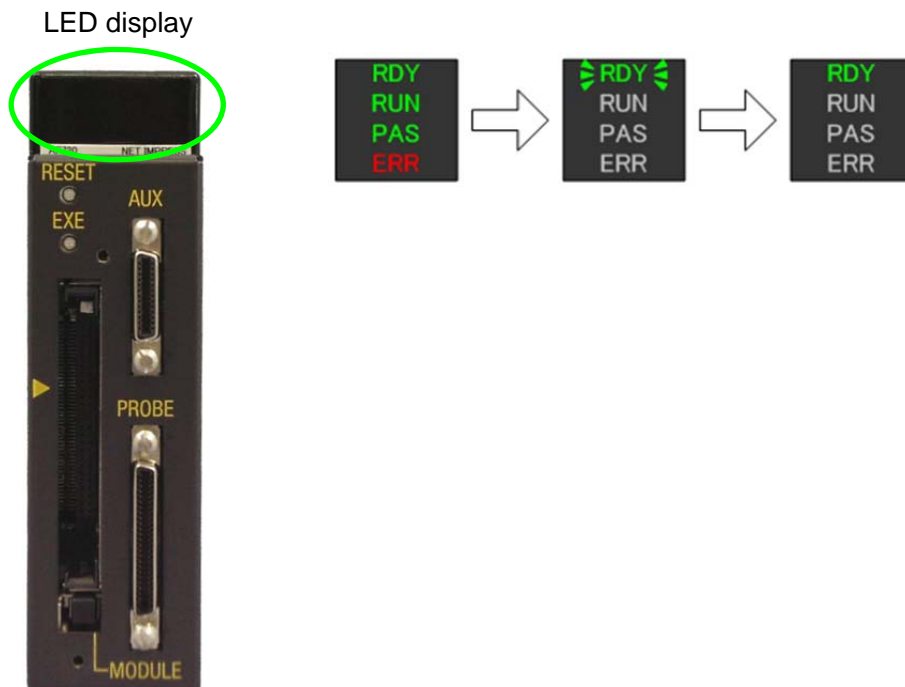 LED display
RDY
RUN
PAS
ERR
RDY
RUN
PAS
ERR
RDY
RUN
PAS
ERR
NET
RESET
AUX
EXE
PROBE
MODULE